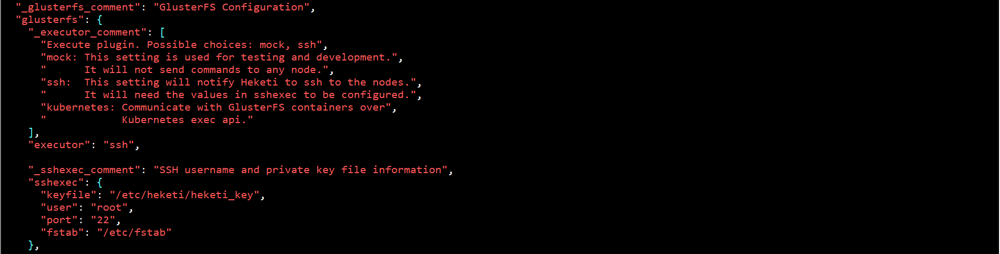 "_glusterfs_comment": "GlusterFS Configuration",
"glusterfs": {
  "_executor_comment": [
    "Execute plugin. Possible choices: mock, ssh",
    "mock: This setting is used for testing and development.",
    "      It will not send commands to any node.",
    "ssh:  This setting will notify Heketi to ssh to the nodes.",
    "      It will need the values in sshexec to be configured.",
    "kubernetes: Communicate with GlusterFS containers over",
    "            Kubernetes exec api."
  ],
  "executor": "ssh",

  "_sshexec_comment": "SSH username and private key file information",
  "sshexec": {
    "keyfile": "/etc/heketi/heketi_key",
    "user": "root",
    "port": "22",
    "fstab": "/etc/fstab"
  },